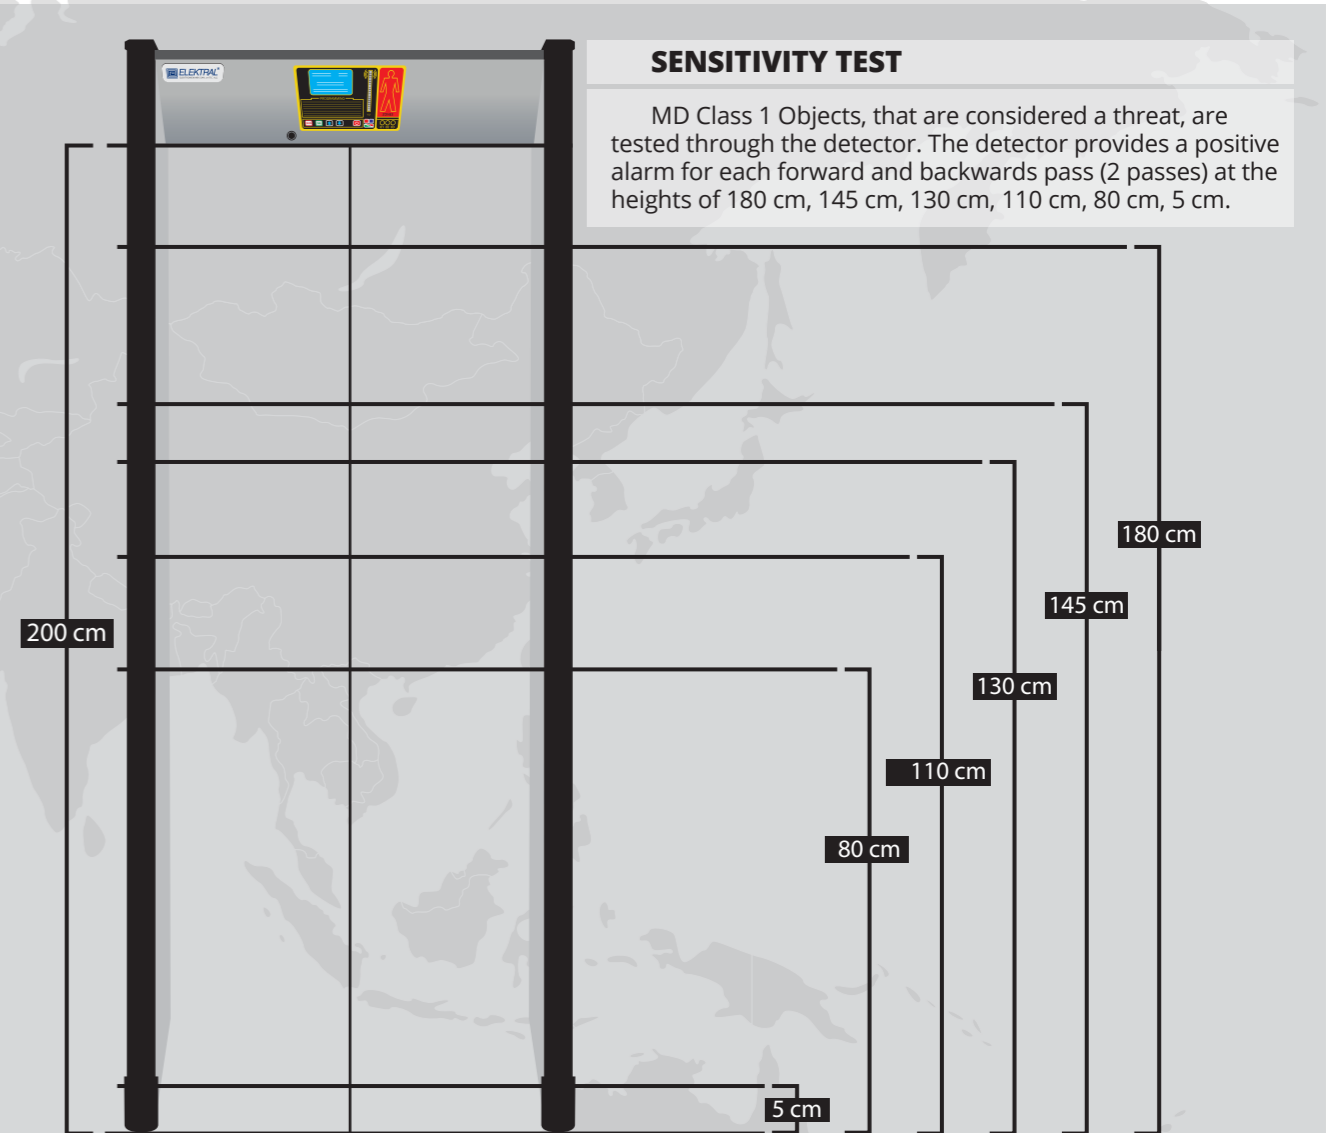 ELEKTRAL
SENSITIVITY TEST
MD Class 1 Objects, that are considered a threat, are
tested through the detector. The detector provides a positive
alarm for each forward and backwards pass (2 passes) at the
heights of 180 cm, 145 cm, 130 cm, 110 cm, 80 cm, 5 cm.
180 cm
145 cm
200 cm
130 cm
110 cm
80 cm
5 cm